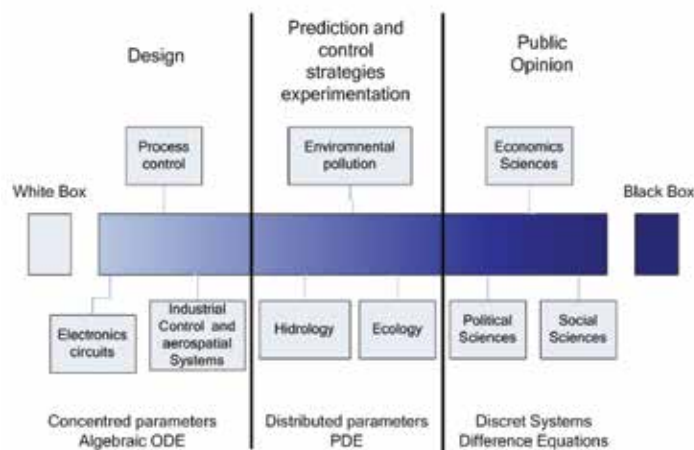 Design
Prediction and
control
strategies
experimentation
Public
Opinion
Process
control
Enviromnental
pollution
Economics
Sciences
White Box
Black Box
Electronics
circuits
Industrial
Control and
aerospatial
Systems
Hidrology
Ecology
Political
Sciences
Social
Sciences
Concentred parameters
Algebraic ODE
Distributed parameters
PDE
Discret Systems
Difference Equations